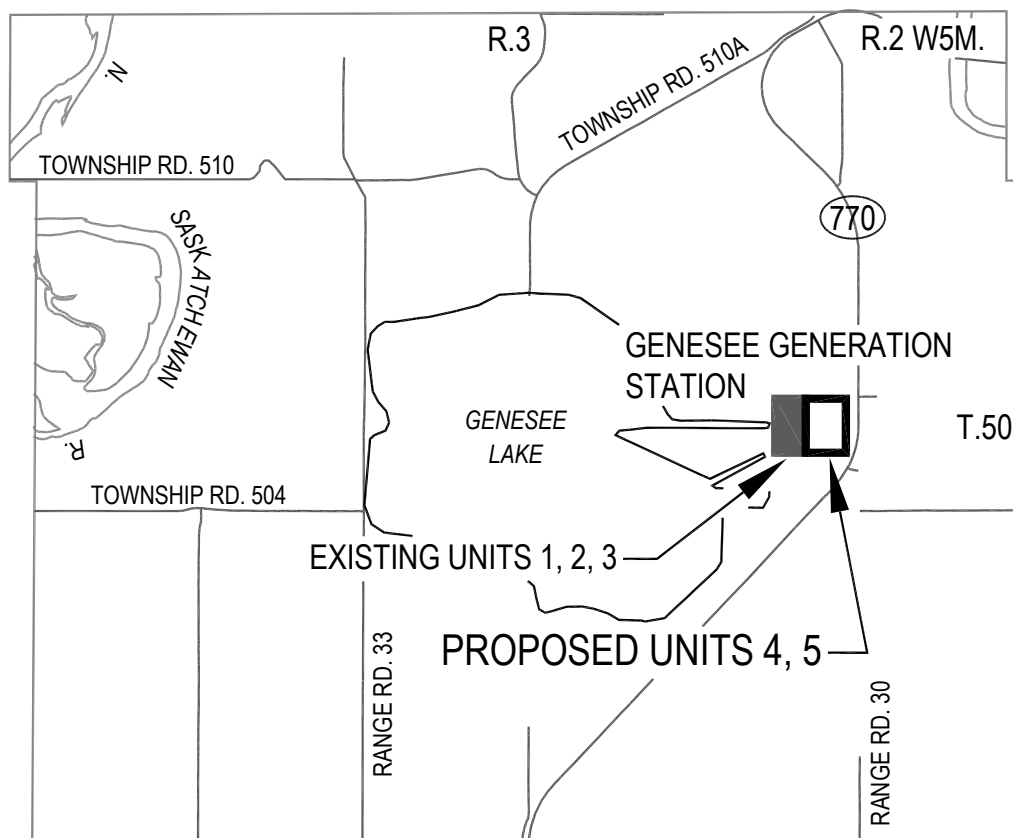 R.3
R.2 W5M.
N.
TOWNSHIP RD. 510A
TOWNSHIP RD. 510
770
SASKATCHEWAN
GENESEE GENERATION
STATION
GENESEE
LAKE
T.50
R.
TOWNSHIP RD. 504
EXISTING UNITS 1, 2, 3
PROPOSED UNITS 4, 5
RANGE RD. 33
RANGE RD. 30